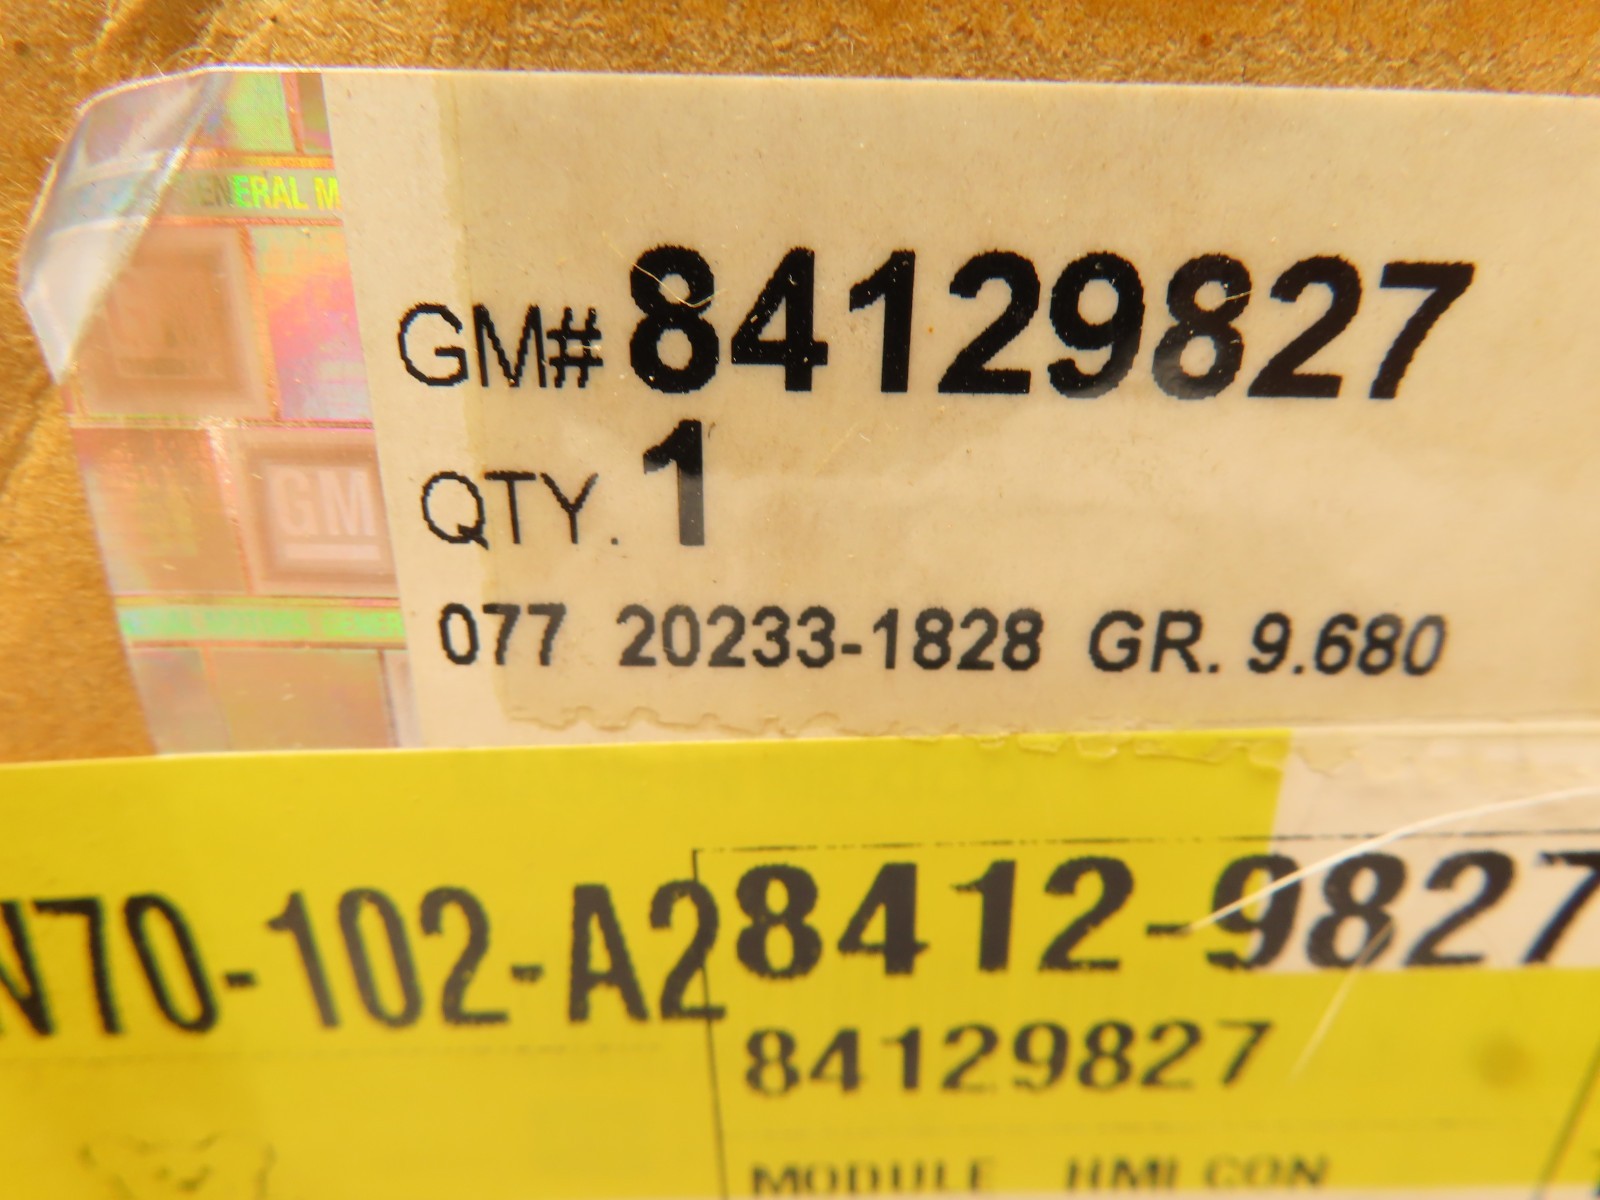 GENERAL M
GM# 84129827
QTY. 1
GM
077 20233-1828 GR. 9.680
70-102-A2
8412-9827
84129827
MODULE HMI CON